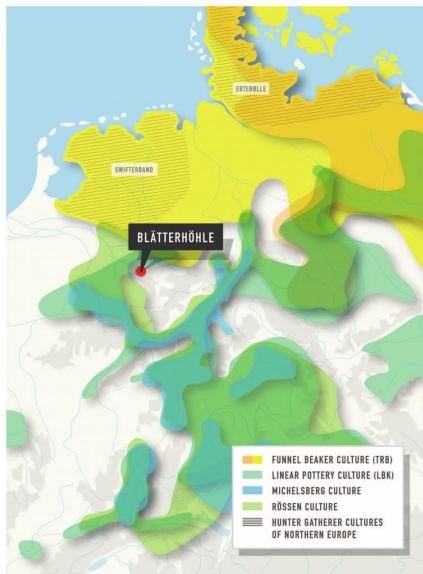 ERTEBØLLE
SWIFTERBAND
BLÄTTERHÖHLE
FUNNEL BEAKER CULTURE (TRB)
LINEAR POTTERY CULTURE (LBK)
MICHELSBERG CULTURE
RÖSSEN CULTURE
HUNTER GATHERER CULTURES
OF NORTHERN EUROPE